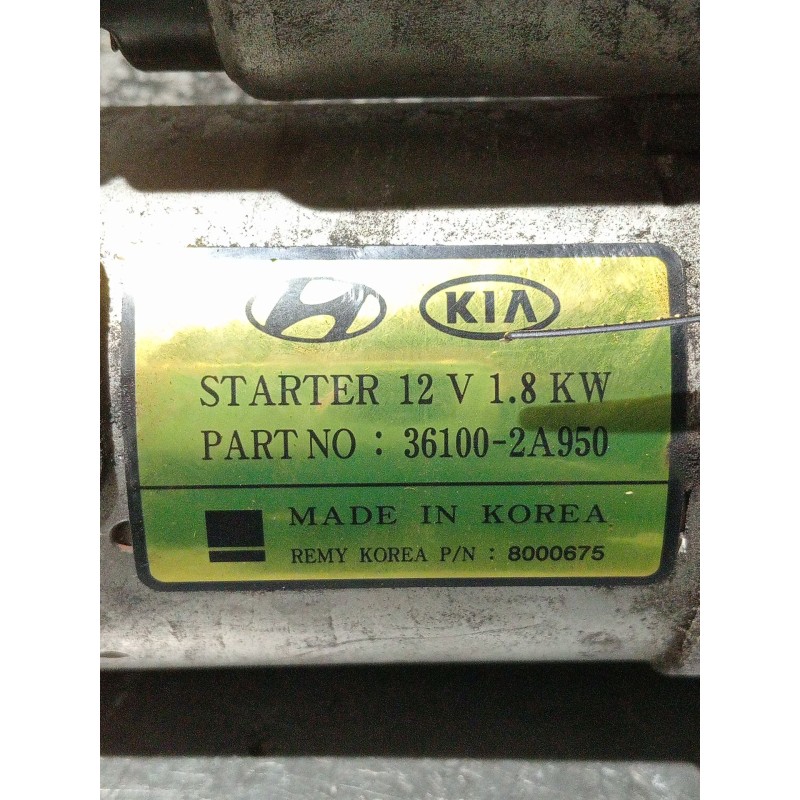 KIA
STARTER 12 V 1.8 KW
PART NO : 36100-2A950
MADE IN KOREA
REMY KOREA P/N : 8000675